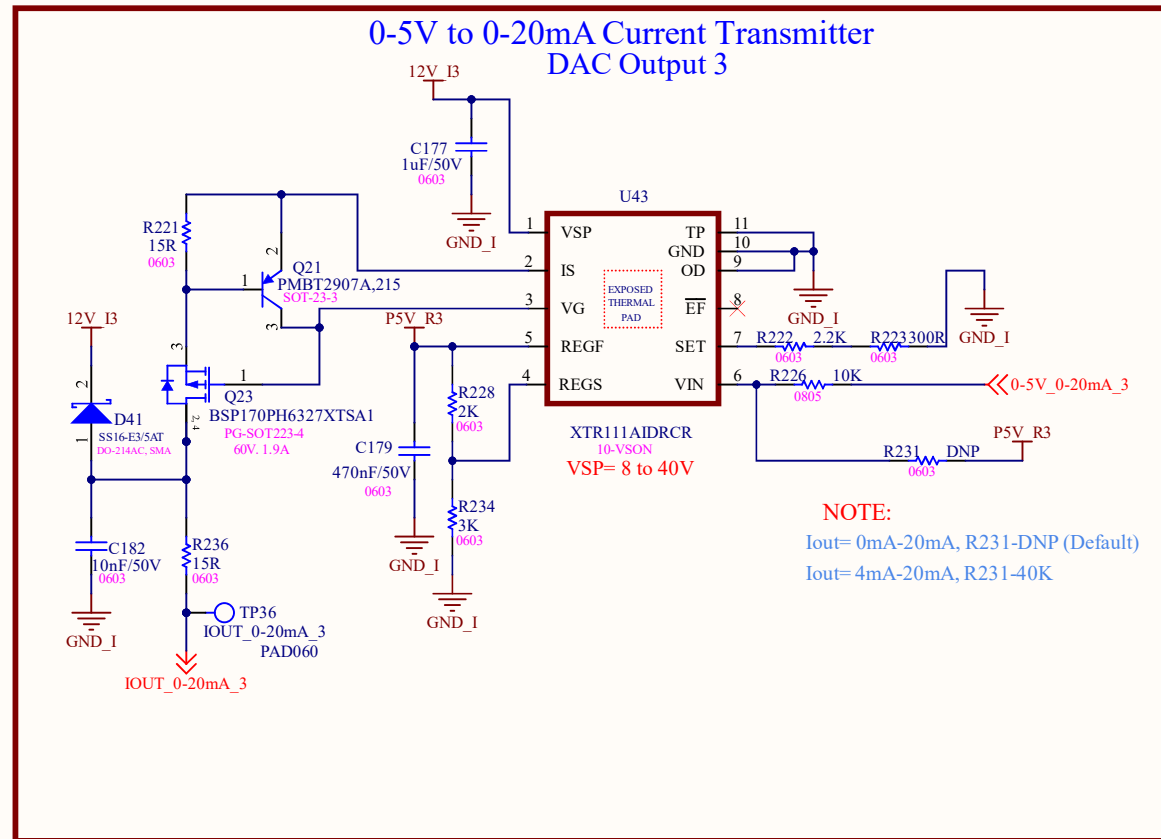 0-5V to 0-20mA Current Transmitter
DAC Output 3
12V_I3
C177
1uF/50V
0603
GND_I
U43
1 VSP
2 IS
3 VG
5 REGF
4 REGS
TP 11
GND 10
OD 9
EF 8
SET 7
VIN 6
EXPOSED
THERMAL
PAD
XTR111AIDRCR
10-VSON
VSP= 8 to 40V
R221
15R
0603
2
Q21
1
PMBT2907A,215
SOT-23-3
3
12V_I3
2
D41
1
SS16-E3/5AT
DO-214AC, SMA
3
1
Q23
BSP170PH6327XTSA1
2, 4
PG-SOT223-4
60V. 1.9A
P5V_R3
R228
2K
0603
C179
470nF/50V
0603
R234
3K
0603
GND_I
GND_I
C182
10nF/50V
0603
GND_I
R236
15R
0603
TP36
IOUT_0-20mA_3
PAD060
IOUT_0-20mA_3
GND_I
R222 2.2K
0603
R223 300R
0603
GND_I
R226 10K
0805
0-5V_0-20mA_3
P5V_R3
R231 DNP
0603
NOTE:
Iout= 0mA-20mA, R231-DNP (Default)
Iout= 4mA-20mA, R231-40K